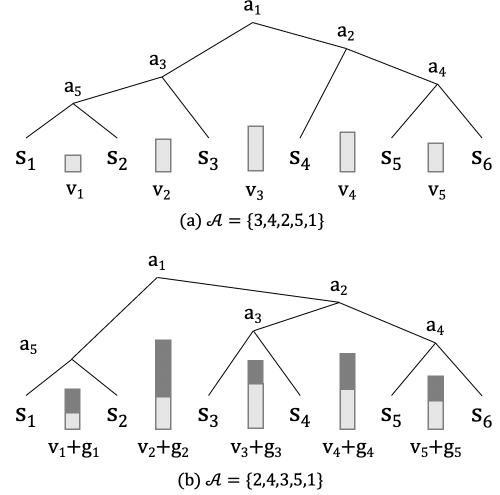 a₁
a₂
a₃
a₄
a₅
s₁ s₂ s₃ s₄ s₅ s₆
v₁ v₂ v₃ v₄ v₅
(a) 𝒜 = {3,4,2,5,1}
a₁
a₂
a₃
a₄
a₅
s₁ s₂ s₃ s₄ s₅ s₆
v₁+g₁ v₂+g₂ v₃+g₃ v₄+g₄ v₅+g₅
(b) 𝒜 = {2,4,3,5,1}